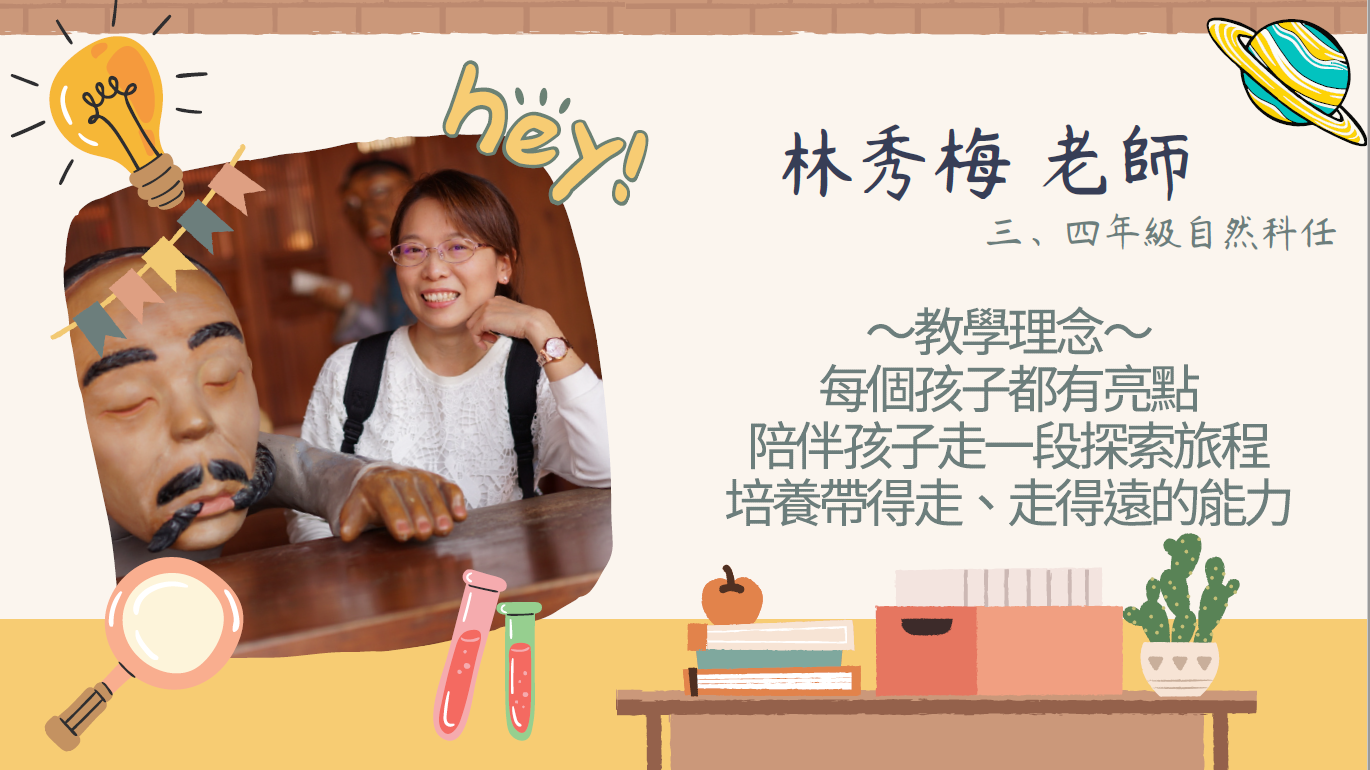 hey!
林秀梅 老師
三、四年級自然科任
～教學理念～
每個孩子都有亮點
陪伴孩子走一段探索旅程
培養帶得走、走得遠的能力